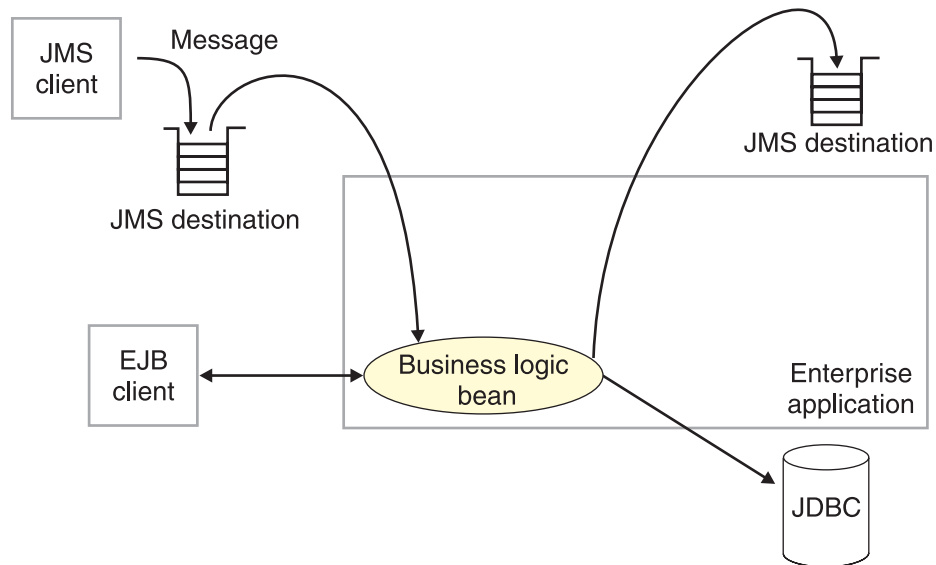 JMS
client
Message
JMS destination
JMS destination
EJB
client
Business logic
bean
Enterprise
application
JDBC